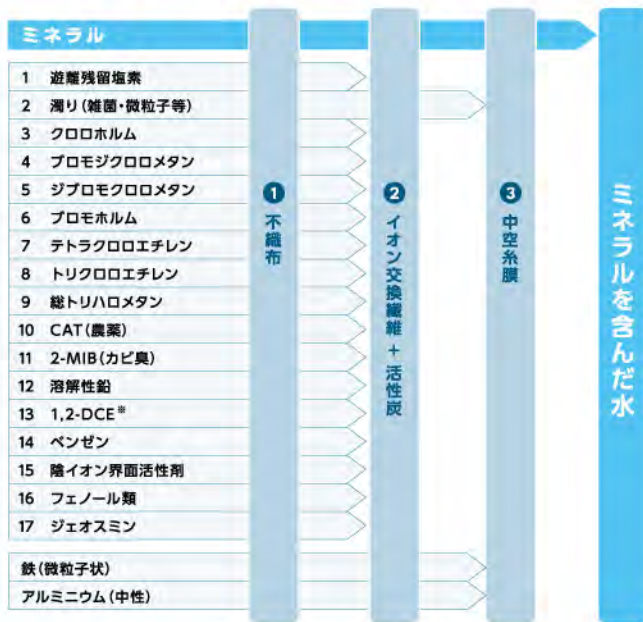 ミネラル
1 遊離残留塩素
2 濁り(雑菌・微粒子等)
3 クロロホルム
4 ブロモジクロロメタン
5 ジブロモクロロメタン
6 ブロモホルム
7 テトラクロロエチレン
8 トリクロロエチレン
9 総トリハロメタン
10 CAT(農薬)
11 2-MIB(カビ臭)
12 溶解性鉛
13 1,2-DCE※
14 ベンゼン
15 陰イオン界面活性剤
16 フェノール類
17 ジェオスミン
鉄(微粒子状)
アルミニウム(中性)
❶ 不織布
❷ イオン交換繊維 + 活性炭
❸ 中空糸膜
ミネラルを含んだ水